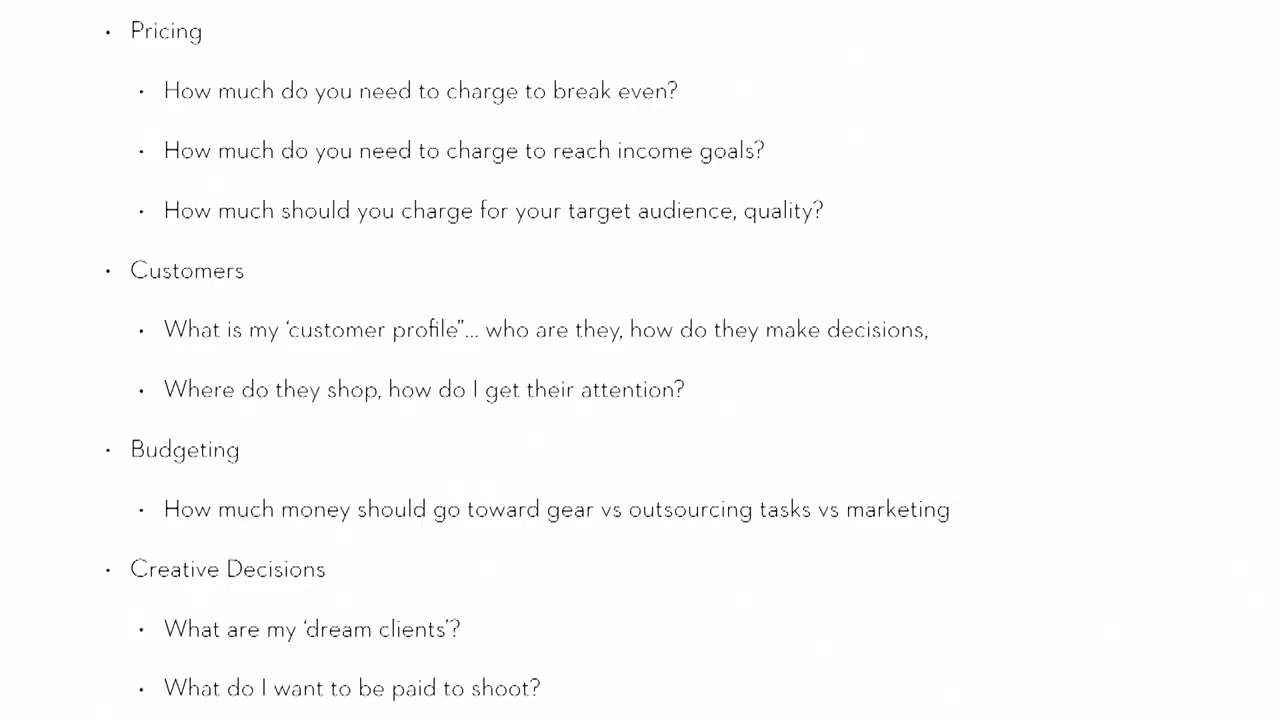 • Pricing
• How much do you need to charge to break even?
• How much do you need to charge to reach income goals?
• How much should you charge for your target audience, quality?
• Customers
• What is my ‘customer profile”... who are they, how do they make decisions,
• Where do they shop, how do I get their attention?
• Budgeting
• How much money should go toward gear vs outsourcing tasks vs marketing
• Creative Decisions
• What are my ‘dream clients’?
• What do I want to be paid to shoot?